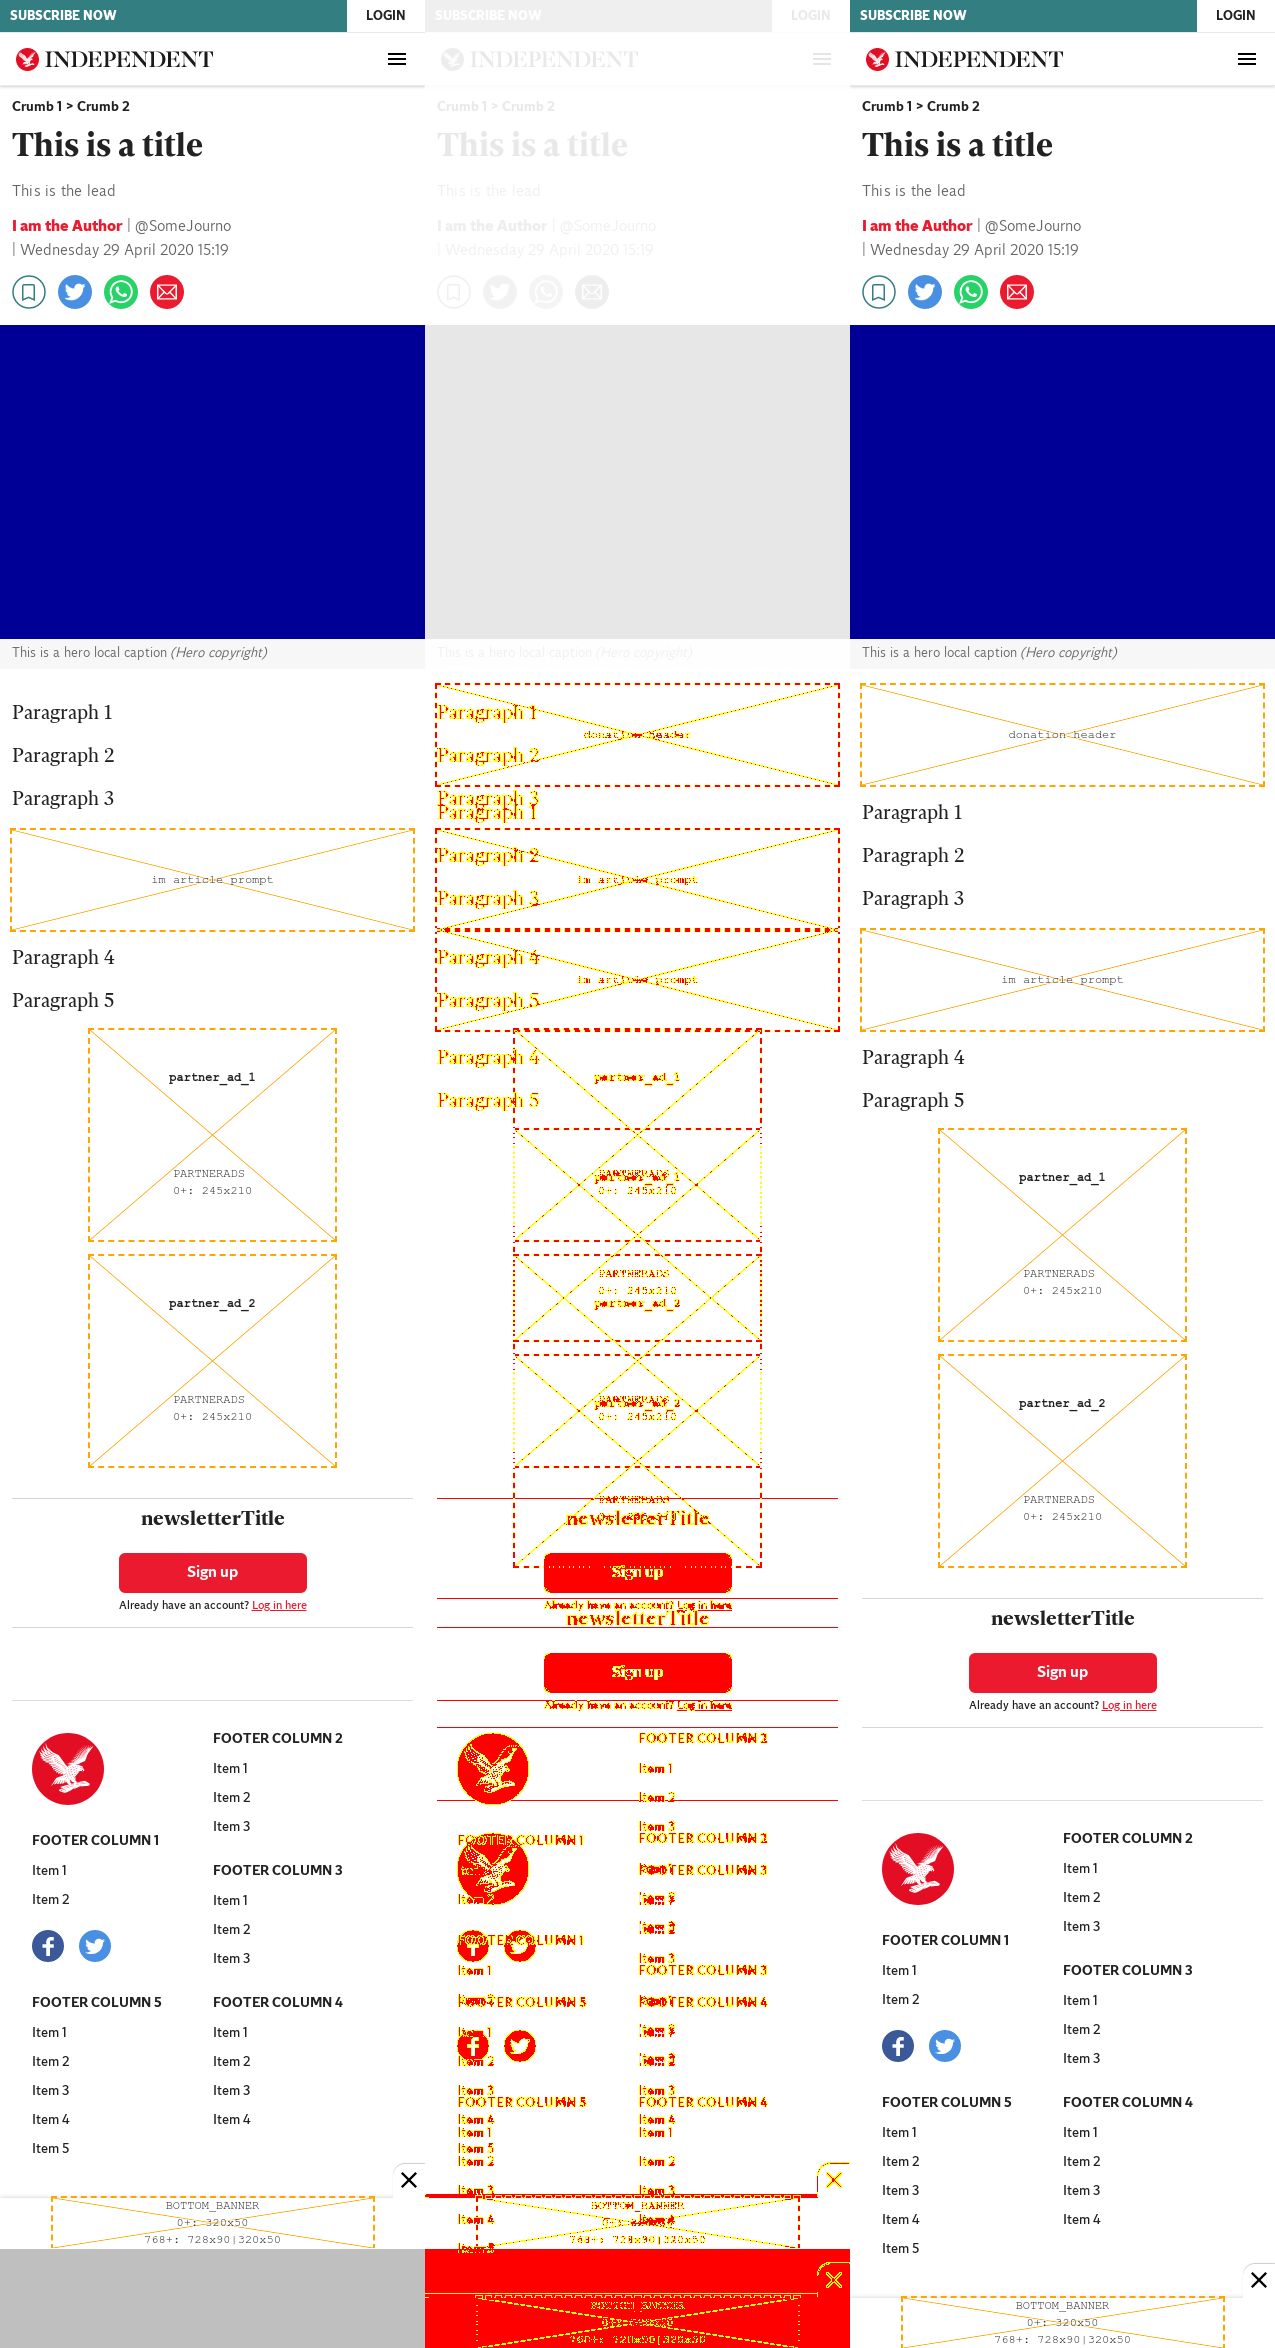 SUBSCRIBE NOW
LOGIN
INDEPENDENT
Crumb 1 > Crumb 2
This is a title
This is the lead
I am the Author | @SomeJourno
| Wednesday 29 April 2020 15:19
This is a hero local caption (Hero copyright)
Paragraph 1
Paragraph 2
Paragraph 3
im article prompt
Paragraph 4
Paragraph 5
partner_ad_1
PARTNERADS
0+: 245x210
partner_ad_2
PARTNERADS
0+: 245x210
newsletterTitle
Sign up
Already have an account? Log in here
FOOTER COLUMN 1
Item 1
Item 2
FOOTER COLUMN 2
Item 1
Item 2
Item 3
FOOTER COLUMN 3
Item 1
Item 2
Item 3
FOOTER COLUMN 5
Item 1
Item 2
Item 3
Item 4
Item 5
FOOTER COLUMN 4
Item 1
Item 2
Item 3
Item 4
BOTTOM_BANNER
0+: 320x50
768+: 728x90|320x50
SUBSCRIBE NOW
LOGIN
INDEPENDENT
Crumb 1 > Crumb 2
This is a title
This is the lead
I am the Author | @SomeJourno
| Wednesday 29 April 2020 15:19
This is a hero local caption (Hero copyright)
Paragraph 1
donation header
Paragraph 2
Paragraph 3
Paragraph 1
Paragraph 2
im article prompt
Paragraph 3
Paragraph 4
im article prompt
Paragraph 5
Paragraph 4
partner_ad_1
Paragraph 5
PARTNERADS
partner_ad_1
0+: 245x210
PARTNERADS
0+: 245x210
partner_ad_2
PARTNERADS
partner_ad_2
0+: 245x210
PARTNERADS
newsletterTitle
Sign up
Already have an account? Log in here
newsletterTitle
Sign up
Already have an account? Log in here
FOOTER COLUMN 2
Item 1
Item 2
Item 3
FOOTER COLUMN 1
FOOTER COLUMN 2
FOOTER COLUMN 3
Item 2
FOOTER COLUMN 1
Item 3
Item 1
FOOTER COLUMN 3
FOOTER COLUMN 5
FOOTER COLUMN 4
Item 1
Item 2
Item 3
Item 3
FOOTER COLUMN 5
FOOTER COLUMN 4
Item 4
Item 4
Item 1
Item 1
Item 5
Item 2
Item 2
Item 3
Item 3
BOTTOM_BANNER
Item 4
768+: 728x90|320x50
BOTTOM_BANNER
768+: 728x90|320x50
SUBSCRIBE NOW
LOGIN
INDEPENDENT
Crumb 1 > Crumb 2
This is a title
This is the lead
I am the Author | @SomeJourno
| Wednesday 29 April 2020 15:19
This is a hero local caption (Hero copyright)
donation header
Paragraph 1
Paragraph 2
Paragraph 3
im article prompt
Paragraph 4
Paragraph 5
partner_ad_1
PARTNERADS
0+: 245x210
partner_ad_2
PARTNERADS
0+: 245x210
newsletterTitle
Sign up
Already have an account? Log in here
FOOTER COLUMN 1
Item 1
Item 2
FOOTER COLUMN 2
Item 1
Item 2
Item 3
FOOTER COLUMN 3
Item 1
Item 2
Item 3
FOOTER COLUMN 5
Item 1
Item 2
Item 3
Item 4
Item 5
FOOTER COLUMN 4
Item 1
Item 2
Item 3
Item 4
BOTTOM_BANNER
0+: 320x50
768+: 728x90|320x50